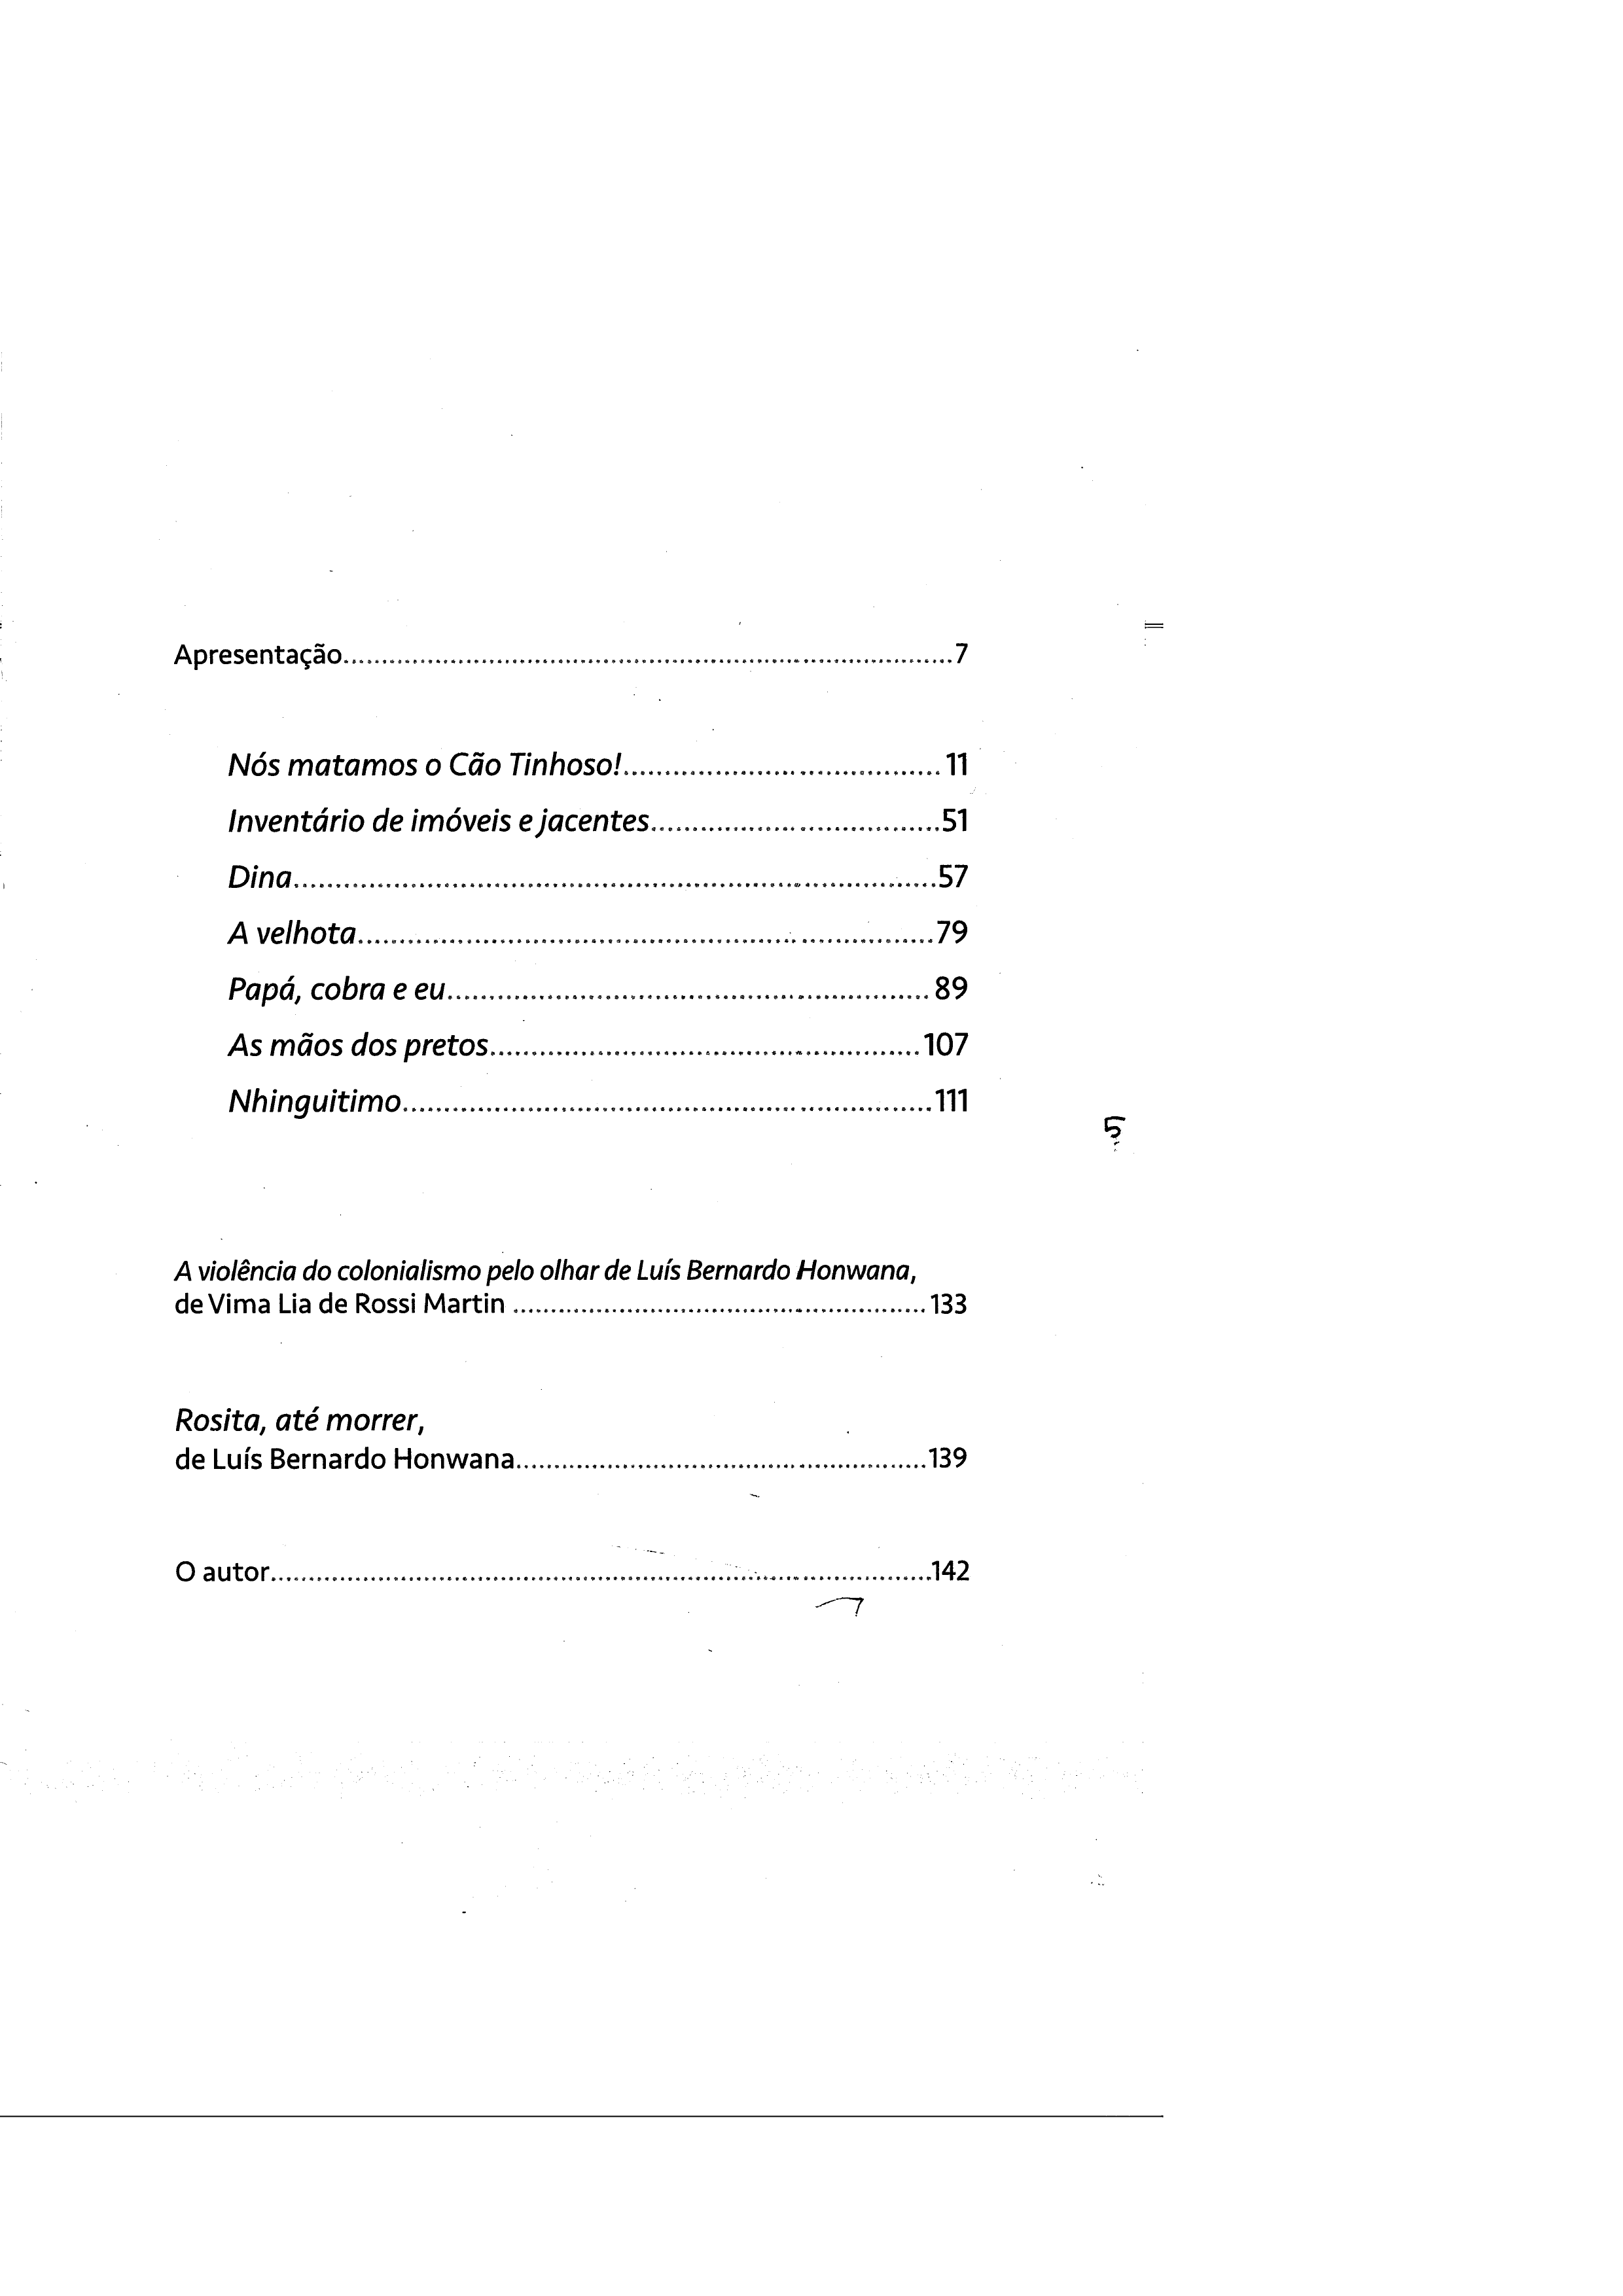 Apresentação................................................................................7
Nós matamos o Cão Tinhoso!......................................11
Inventário de imóveis e jacentes...................................51
Dina.............................................................................57
A velhota.....................................................................79
Papá, cobra e eu..........................................................89
As mãos dos pretos....................................................107
Nhinguitimo................................................................111
5
A violência do colonialismo pelo olhar de Luís Bernardo Honwana,
de Vima Lia de Rossi Martin ......................................................133
Rosita, até morrer,
de Luís Bernardo Honwana......................................................139
O autor.......................................................................................142